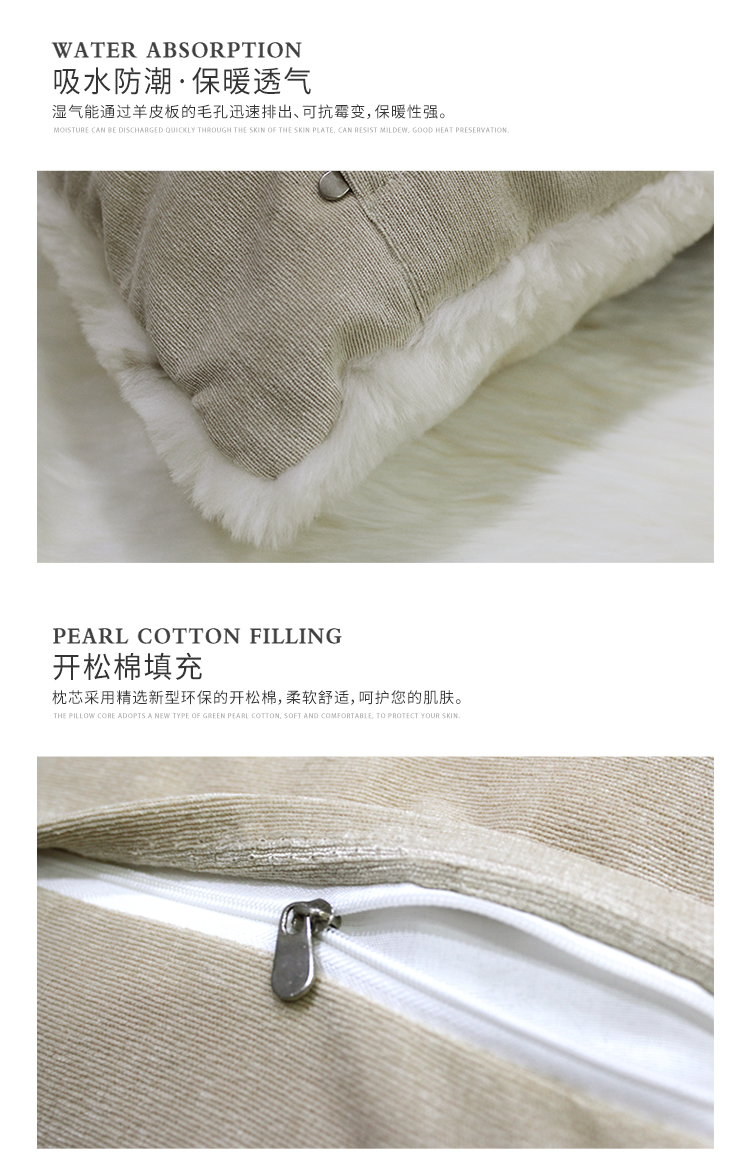 WATER ABSORPTION
吸水防潮·保暖透气
湿气能通过羊皮板的毛孔迅速排出、可抗霉变,保暖性强。
MOISTURE CAN BE DISCHARGED QUICKLY THROUGH THE SKIN OF THE SKIN PLATE, CAN RESIST MILDEW, GOOD HEAT PRESERVATION.
PEARL COTTON FILLING
开松棉填充
枕芯采用精选新型环保的开松棉,柔软舒适,呵护您的肌肤。
THE PILLOW CORE ADOPTS A NEW TYPE OF GREEN PEARL COTTON, SOFT AND COMFORTABLE, TO PROTECT YOUR SKIN.